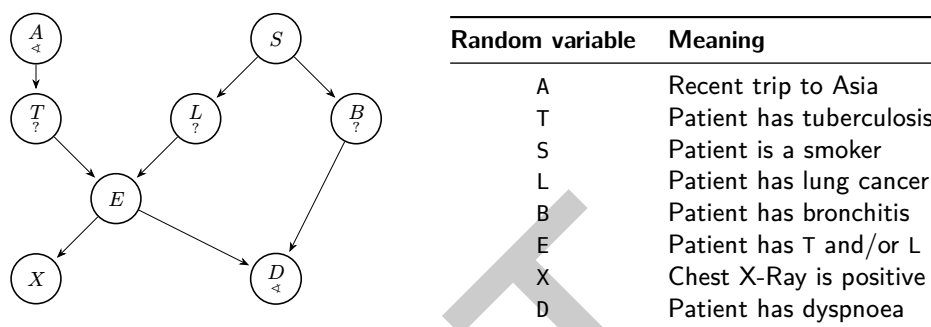 A
∢
S
T
?
L
?
B
?
E
X
D
∢
Random variable Meaning
A Recent trip to Asia
T Patient has tuberculosis
S Patient is a smoker
L Patient has lung cancer
B Patient has bronchitis
E Patient has T and/or L
X Chest X-Ray is positive
D Patient has dyspnoea